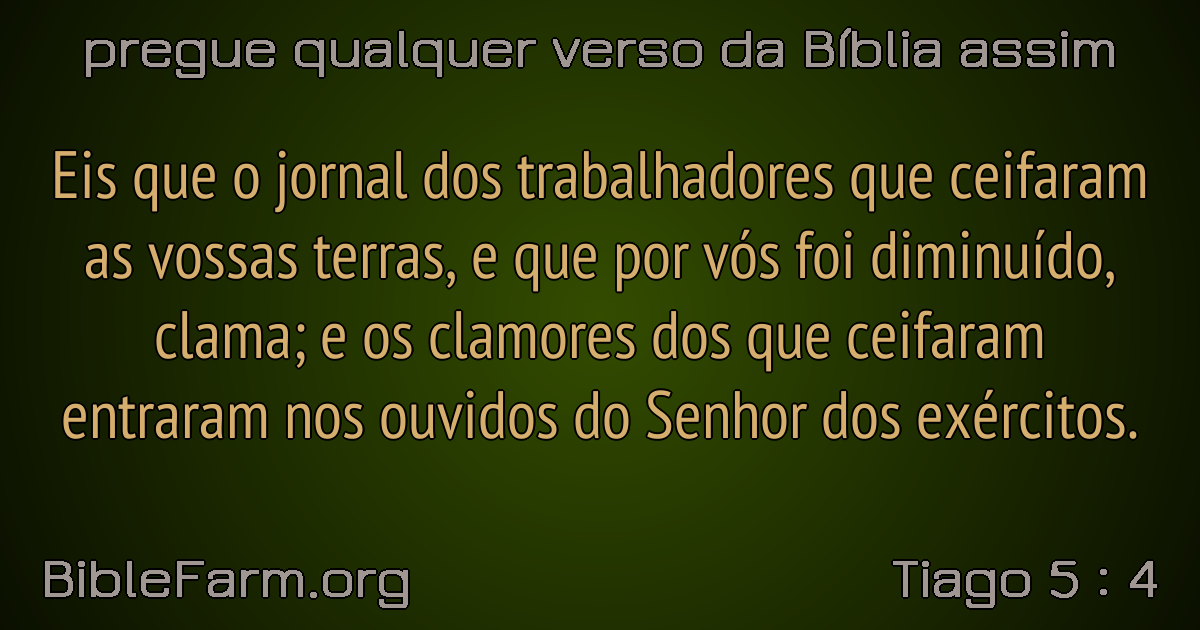 pregue qualquer verso da Bíblia assim
Eis que o jornal dos trabalhadores que ceifaram
as vossas terras, e que por vós foi diminuído,
clama; e os clamores dos que ceifaram
entraram nos ouvidos do Senhor dos exércitos.
BibleFarm.org
Tiago 5 : 4